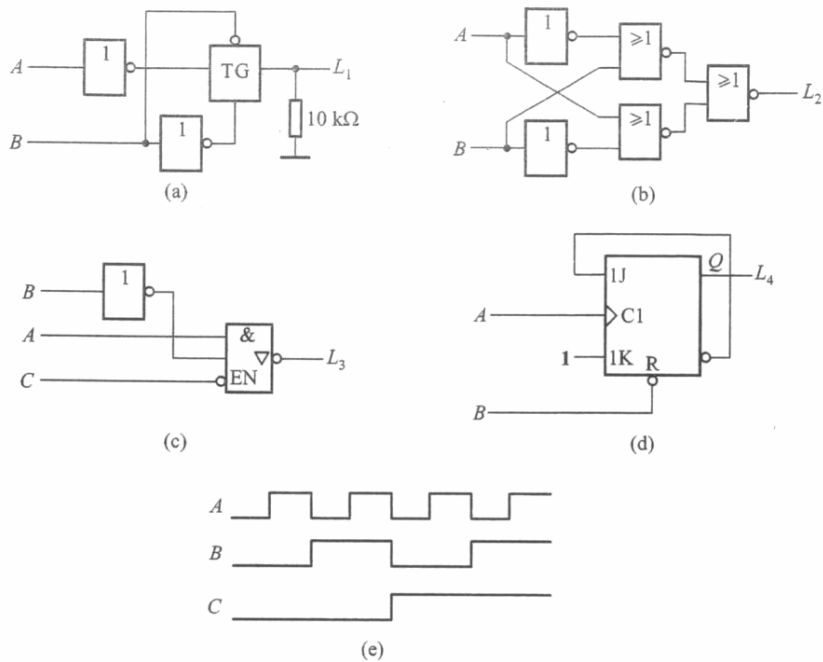 A 1 TG L₁
B 1 10 kΩ
(a)
A 1 ≥1 ≥1 L₂
B 1 ≥1
(b)
B 1
A & ▽ L₃
C EN
(c)
1J Q L₄
A C1
1 1K R
B
(d)
A
B
C
(e)